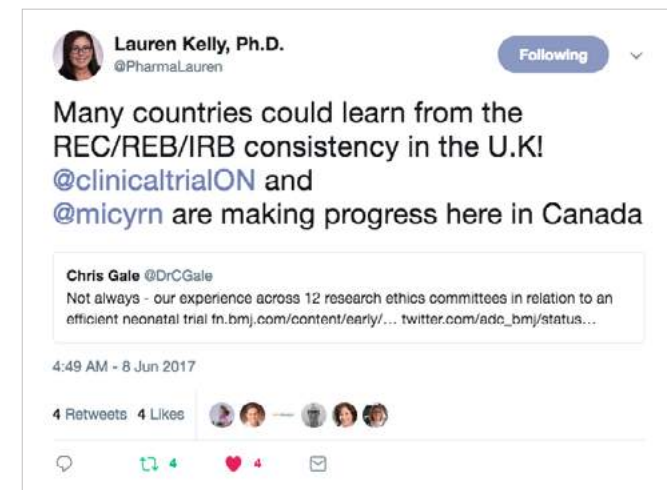 Lauren Kelly, Ph.D.
@PharmaLauren
Following
Many countries could learn from the
REC/REB/IRB consistency in the U.K!
@clinicaltrialON and
@micyrn are making progress here in Canada
Chris Gale @DrCGale
Not always - our experience across 12 research ethics committees in relation to an
efficient neonatal trial fn.bmj.com/content/early/... twitter.com/adc_bmj/status...
4:49 AM - 8 Jun 2017
4 Retweets 4 Likes
4 4